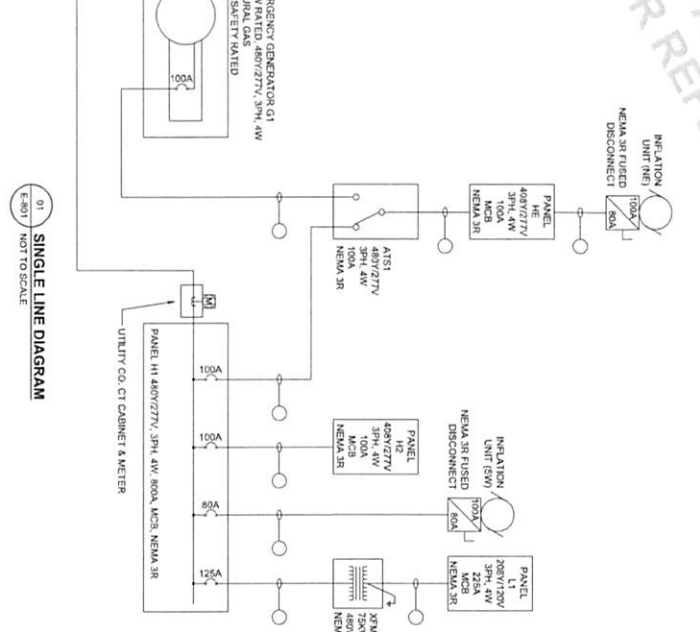 R REF
RGENCY GENERATOR G1
W RATED, 480Y/277V, 3PH, 4W
URAL GAS
SAFETY RATED
100A
ATS1
480Y/277V
3PH, 4W
100A
NEMA 3R
PANEL
HE
408Y/277V
3PH, 4W
100A
MCB
NEMA 3R
INFLATION
UNIT (NE)
NEMA 3R FUSED
DISCONNECT
100A
80A
01
E-801
SINGLE LINE DIAGRAM
NOT TO SCALE
M
UTILITY CO. CT CABINET & METER
PANEL H1 480Y/277V, 3PH, 4W, 800A, MCB, NEMA 3R
100A
100A
80A
125A
PANEL
H2
408Y/277V
3PH, 4W
100A
MCB
NEMA 3R
INFLATION
UNIT (SW)
NEMA 3R FUSED
DISCONNECT
100A
80A
XFM
75K
480
NEM
PANEL
L1
208Y/120V
3PH, 4W
225A
MCB
NEMA 3R